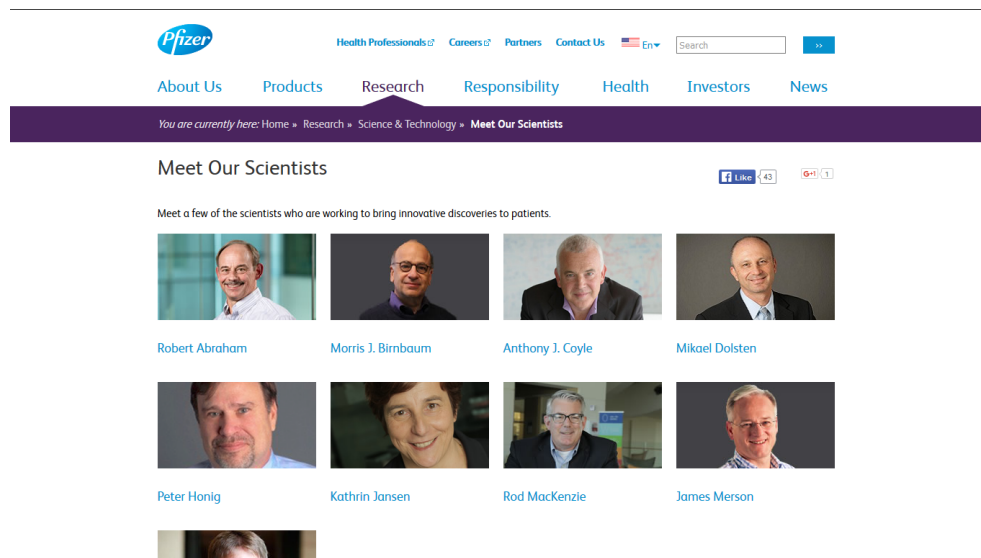 Pfizer
Health Professionals Careers Partners Contact Us En Search >>
About Us Products Research Responsibility Health Investors News
You are currently here: Home » Research » Science & Technology » Meet Our Scientists
Meet Our Scientists
Like 43 G+1 1
Meet a few of the scientists who are working to bring innovative discoveries to patients.
Robert Abraham Morris J. Birnbaum Anthony J. Coyle Mikael Dolsten
Peter Honig Kathrin Jansen Rod MacKenzie James Merson